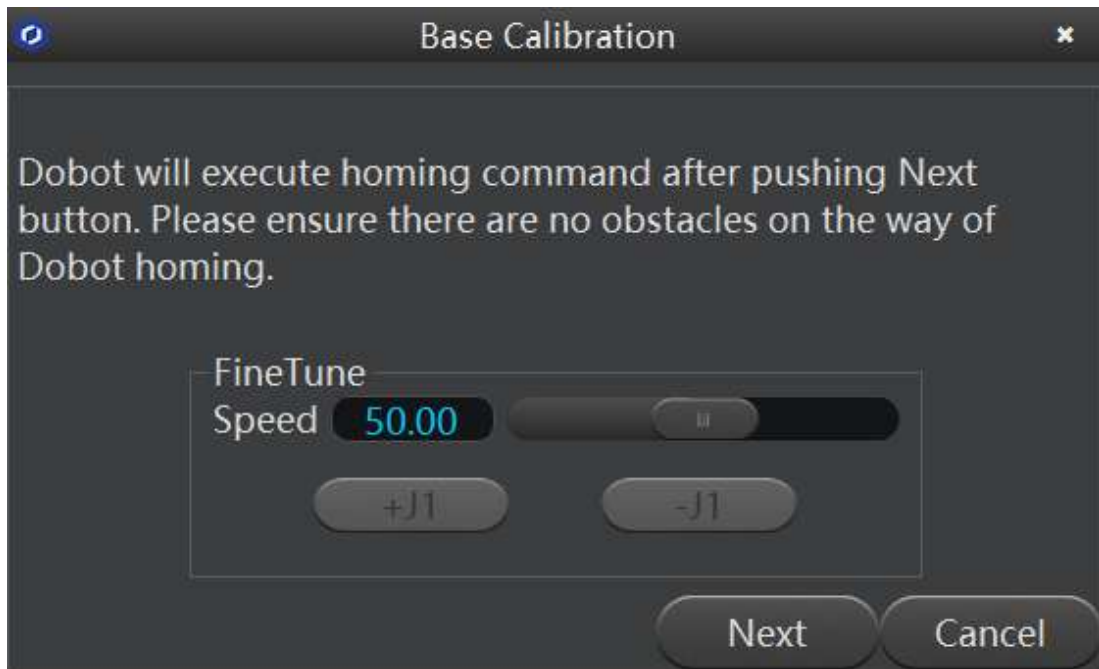 Base Calibration
Dobot will execute homing command after pushing Next
button. Please ensure there are no obstacles on the way of
Dobot homing.
FineTune
Speed 50.00
+J1 -J1
Next Cancel